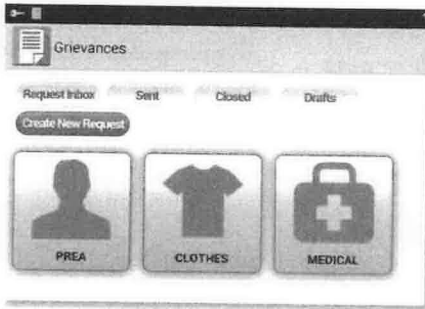 Grievances
Request Inbox Sent Closed Drafts
Create New Request
PREA CLOTHES MEDICAL